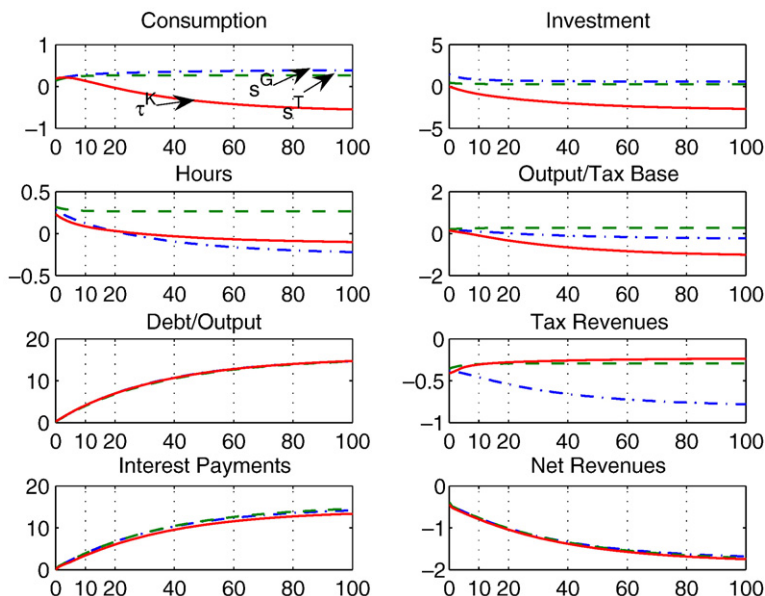 Consumption
1
0
−1
τK
sG
sT
0 10 20 40 60 80 100
Investment
5
0
−5
0 10 20 40 60 80 100
Hours
0.5
0
−0.5
0 10 20 40 60 80 100
Output/Tax Base
2
0
−2
0 10 20 40 60 80 100
Debt/Output
20
10
0
0 10 20 40 60 80 100
Tax Revenues
0
−0.5
−1
0 10 20 40 60 80 100
Interest Payments
20
10
0
0 10 20 40 60 80 100
Net Revenues
0
−1
−2
0 10 20 40 60 80 100